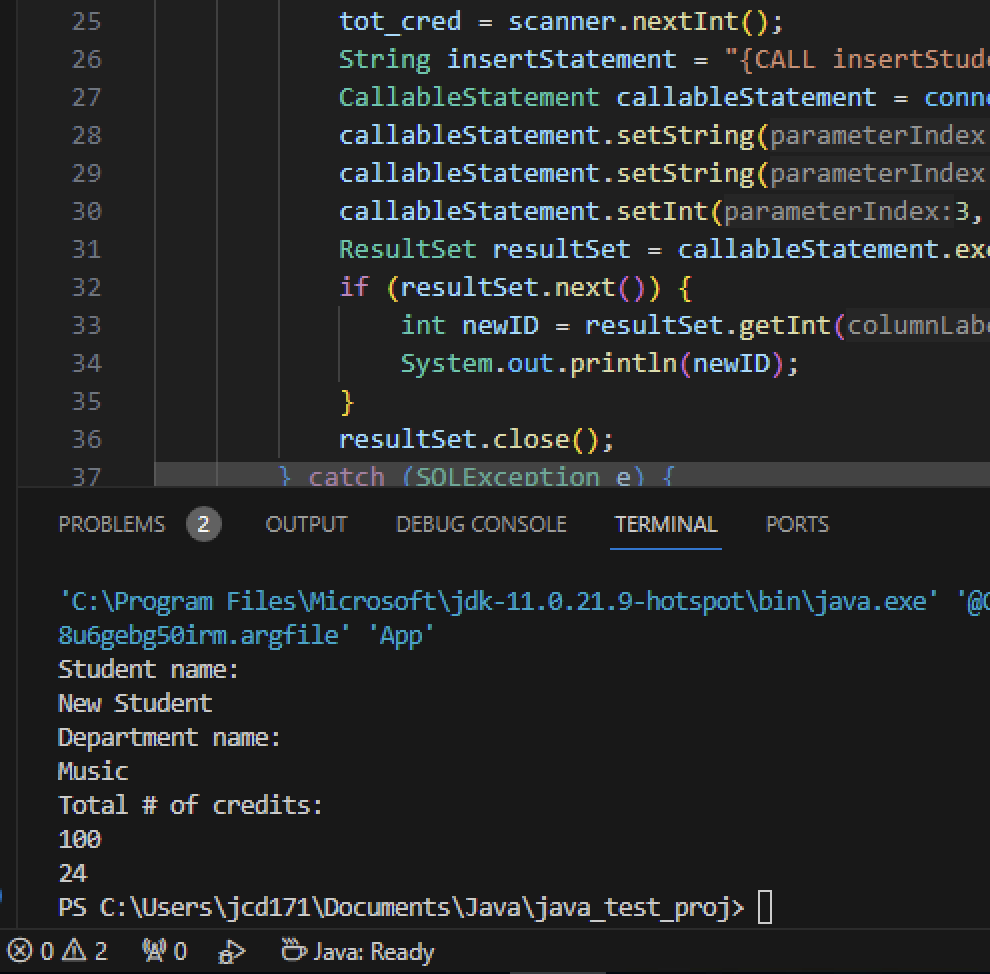 25 tot_cred = scanner.nextInt();
26 String insertStatement = "{CALL insertStude
27 CallableStatement callableStatement = conne
28 callableStatement.setString(parameterIndex
29 callableStatement.setString(parameterIndex
30 callableStatement.setInt(parameterIndex:3,
31 ResultSet resultSet = callableStatement.exe
32 if (resultSet.next()) {
33 int newID = resultSet.getInt(columnLabe
34 System.out.println(newID);
35 }
36 resultSet.close();
37 } catch (SQLException e) {
PROBLEMS 2 OUTPUT DEBUG CONSOLE TERMINAL PORTS
'C:\Program Files\Microsoft\jdk-11.0.21.9-hotspot\bin\java.exe' '@C
8u6gebg50irm.argfile' 'App'
Student name:
New Student
Department name:
Music
Total # of credits:
100
24
PS C:\Users\jcd171\Documents\Java\java_test_proj>
0 2 0 Java: Ready